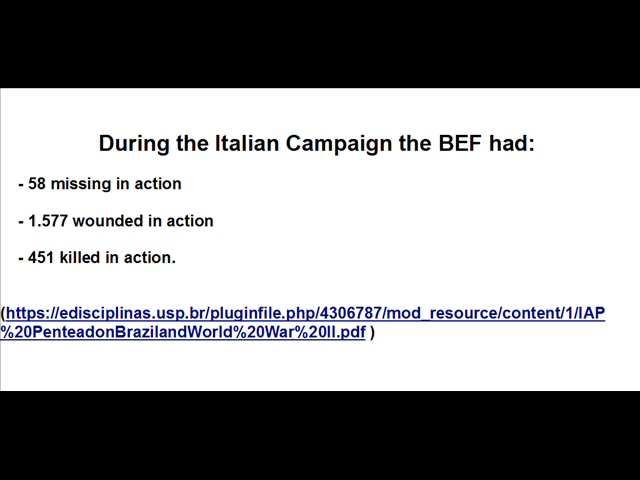 During the Italian Campaign the BEF had:
- 58 missing in action
- 1.577 wounded in action
- 451 killed in action.
(https://edisciplinas.usp.br/pluginfile.php/4306787/mod_resource/content/1/IAP
%20PenteadonBrazilandWorld%20War%20II.pdf )